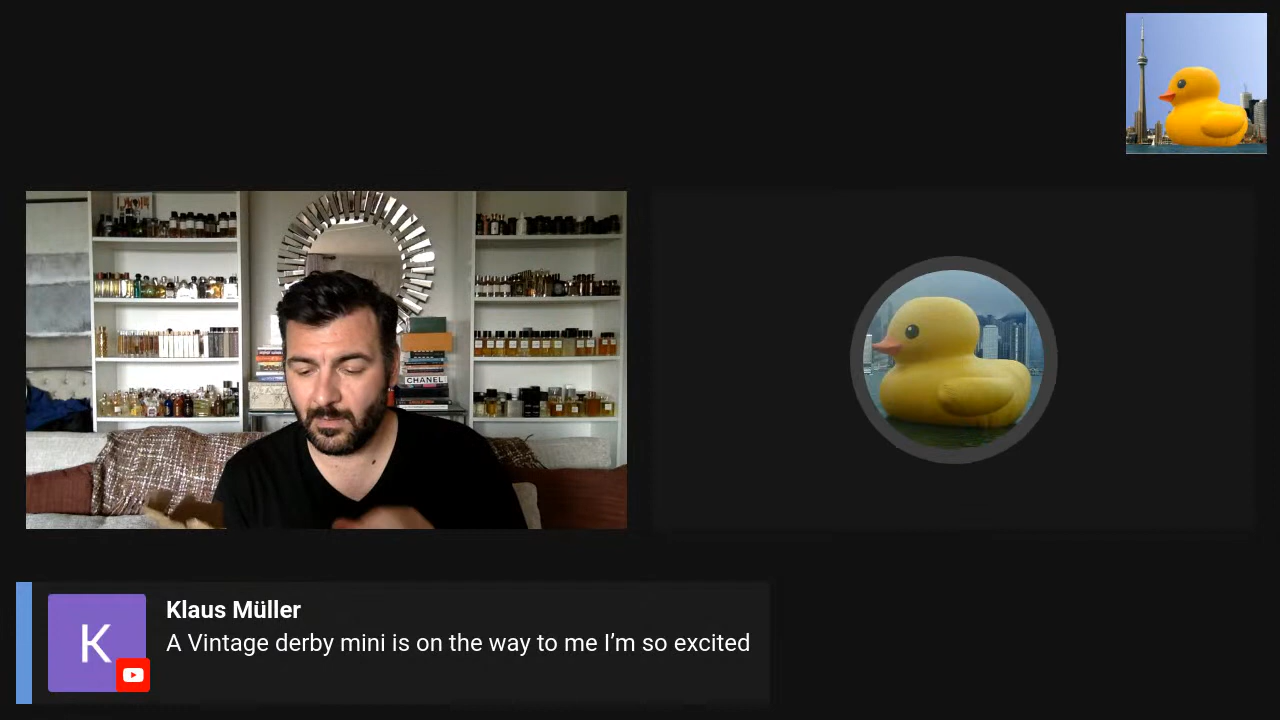 CHANEL
K
Klaus Müller
A Vintage derby mini is on the way to me I’m so excited